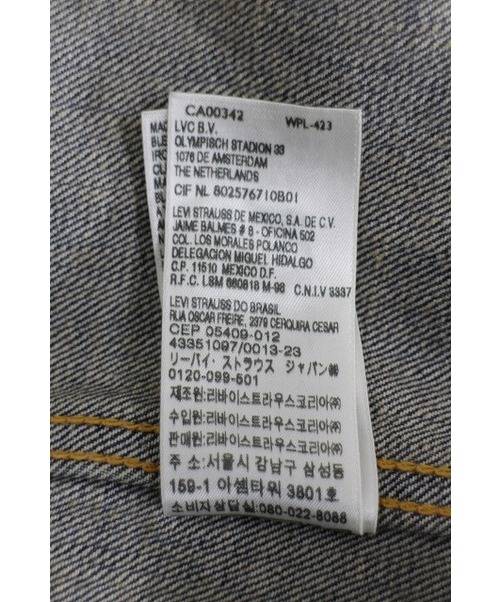 CA00342
WPL-423
LVC B.V.
OLYMPISCH STADION 33
1076 DE AMSTERDAM
THE NETHERLANDS
CIF NL 802576710B01
LEVI STRAUSS DE MEXICO, S.A. DE C.V.
JAIME BALMES # 8 - OFICINA 502
COL. LOS MORALES POLANCO
DELEGACION MIGUEL HIDALGO
C.P. 11510 MEXICO D.F.
R.F.C. LSM 660818 M-98 C.N.I.V 3337
LEVI STRAUSS DO BRASIL
RUA OSCAR FREIRE, 2379 CERQUIRA CESAR
CEP 05409-012
43351097/0013-23
リーバイ・ストラウス ジャパン㈱
0120-099-501
제조원:리바이스트라우스코리아㈜
수입원:리바이스트라우스코리아㈜
판매원:리바이스트라우스코리아㈜
주 소:서울시 강남구 삼성동
159-1 아셈타워 3801호
소비자상담실:080-022-8088